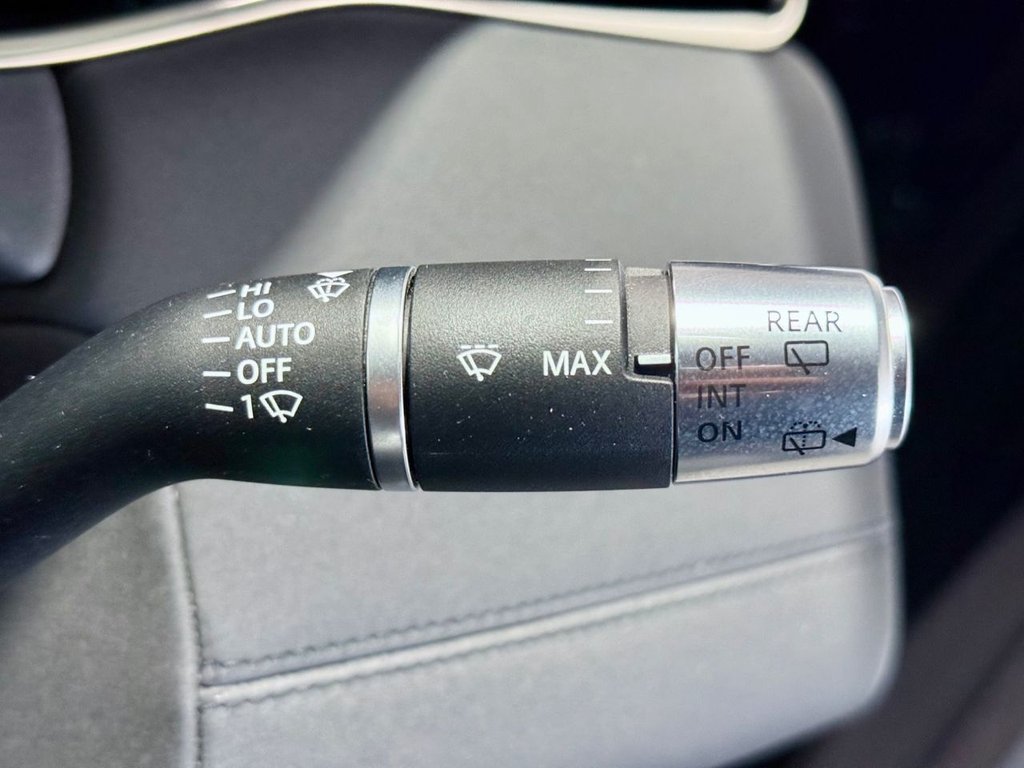 HI
LO
AUTO
OFF
1
MAX
REAR
OFF
INT
ON